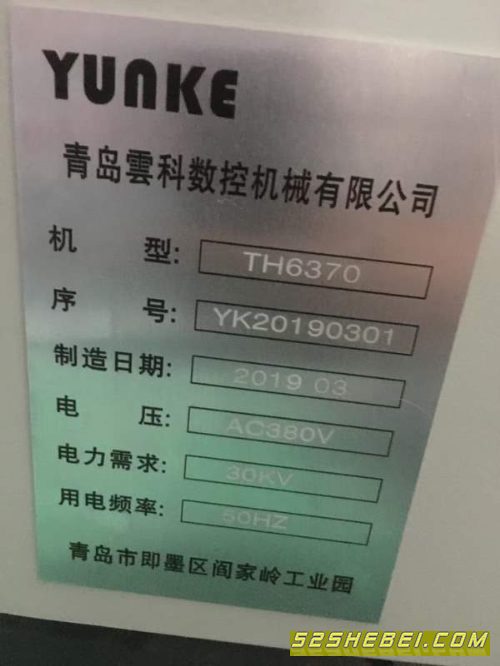 YUNKE
青岛雲科数控机械有限公司
机 型: TH6370
序 号: YK20190301
制造日期: 2019 03
电 压: AC380V
电力需求: 30KV
用电频率: 50HZ
青岛市即墨区阎家岭工业园
52SHEBEI.COM